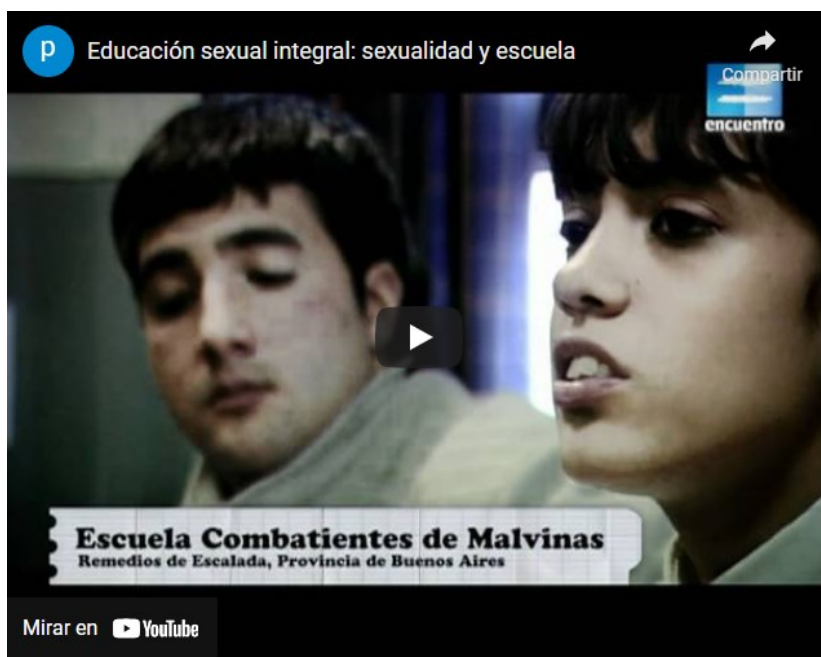 p
Educación sexual integral: sexualidad y escuela
Compartir
encuentro
Escuela Combatientes de Malvinas
Remedios de Escalada, Provincia de Buenos Aires
Mirar en YouTube